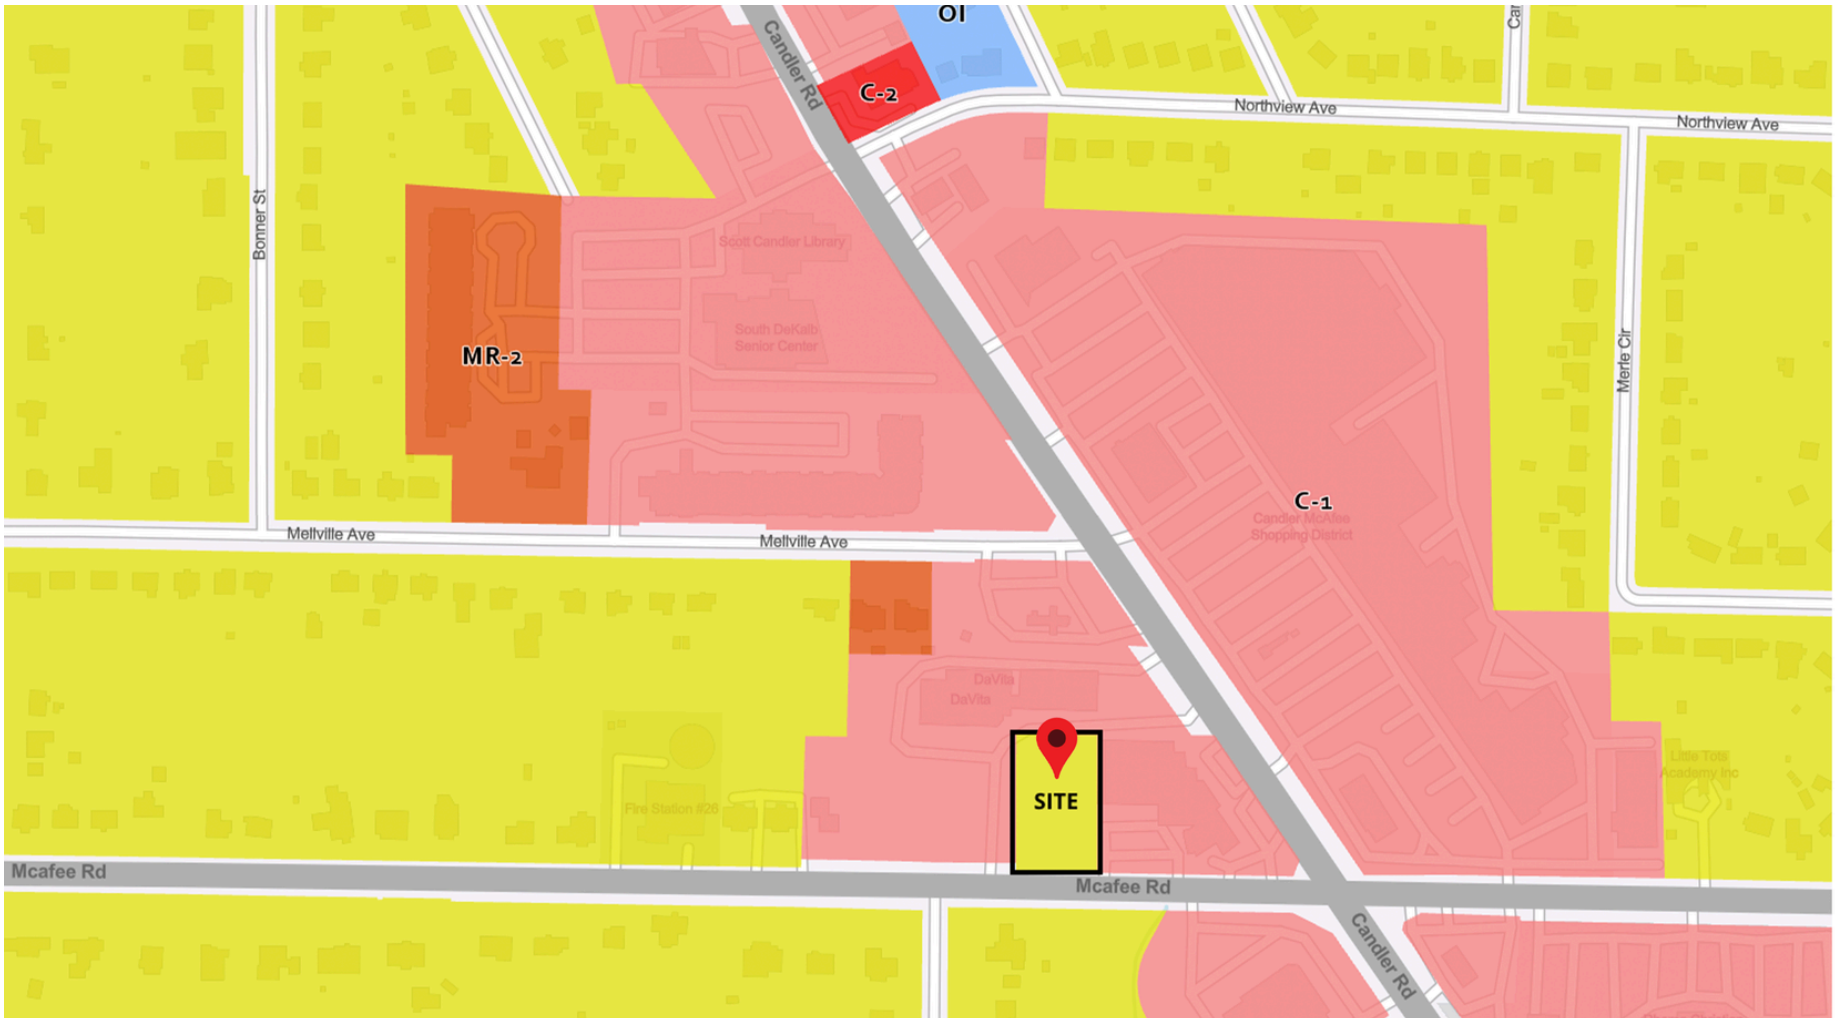 OI
Candler Rd
C-2
Northview Ave
Northview Ave
Bonner St
Scott Candler Library
South DeKalb
Senior Center
MR-2
Merle Cir
C-1
Candler McAfee
Shopping District
Mellville Ave
Mellville Ave
DaVita
DaVita
SITE
Fire Station #26
Little Tots
Academy Inc
Mcafee Rd
Mcafee Rd
Candler Rd